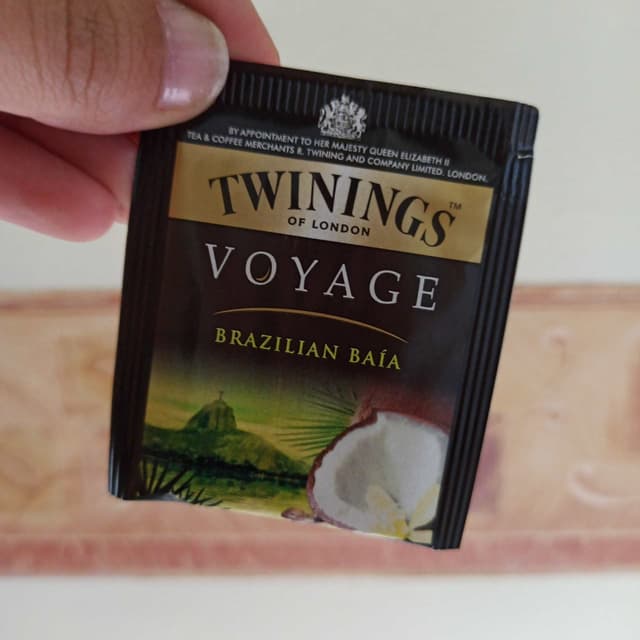 BY APPOINTMENT TO HER MAJESTY QUEEN ELIZABETH II
TEA & COFFEE MERCHANTS R. TWINING AND COMPANY LIMITED. LONDON.
TWININGS™
OF LONDON
VOYAGE
BRAZILIAN BAÍA